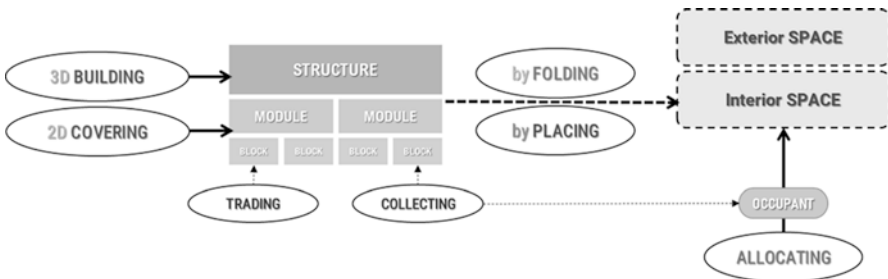 Exterior SPACE
3D BUILDING
STRUCTURE
by FOLDING
Interior SPACE
MODULE MODULE
2D COVERING
by PLACING
BLOCK BLOCK BLOCK BLOCK
TRADING
COLLECTING
OCCUPANT
ALLOCATING